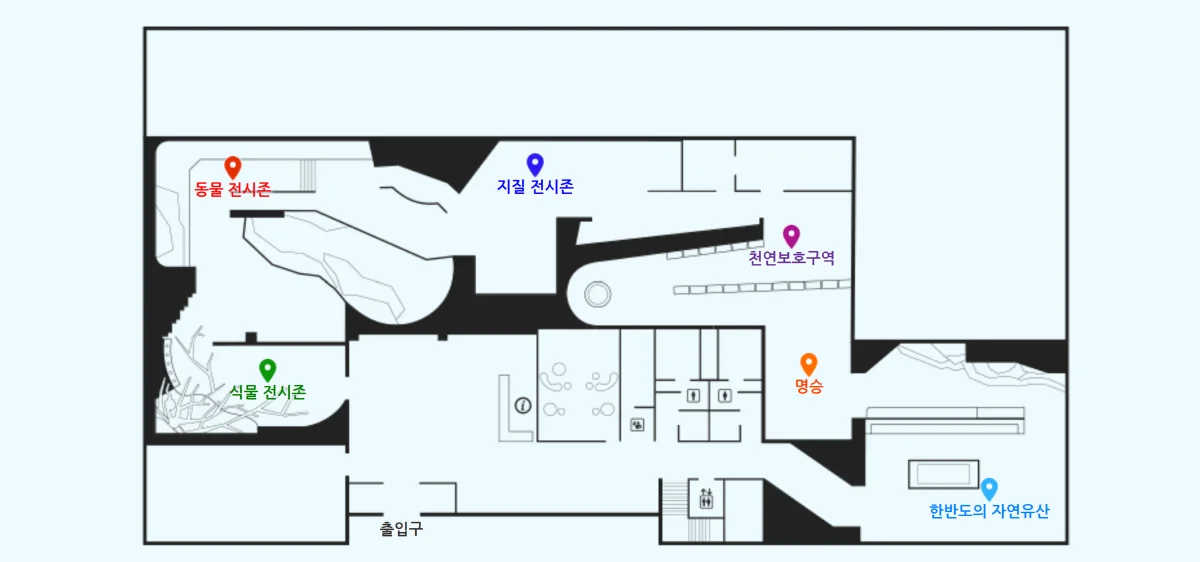 동물 전시존
지질 전시존
천연보호구역
식물 전시존
명승
한반도의 자연유산
출입구